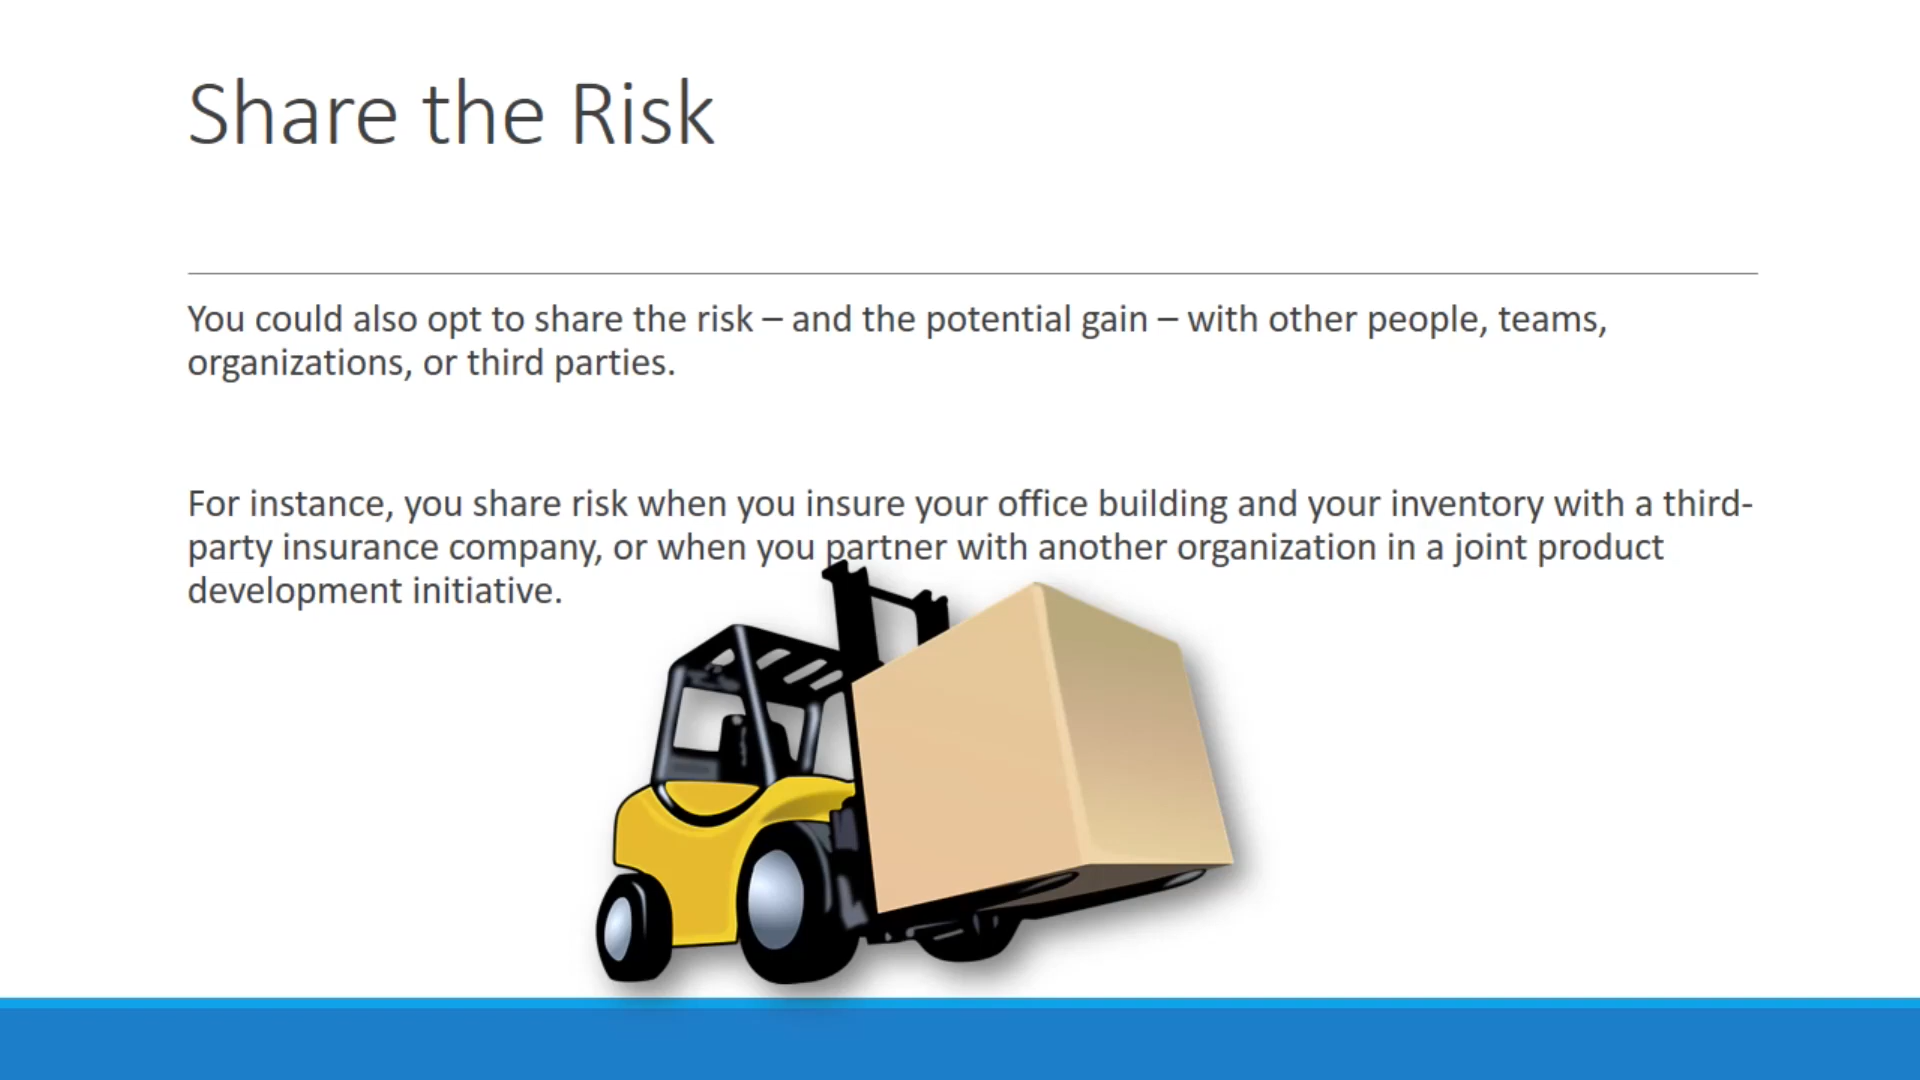 Share the Risk
You could also opt to share the risk – and the potential gain – with other people, teams,
organizations, or third parties.
For instance, you share risk when you insure your office building and your inventory with a third-
party insurance company, or when you partner with another organization in a joint product
development initiative.